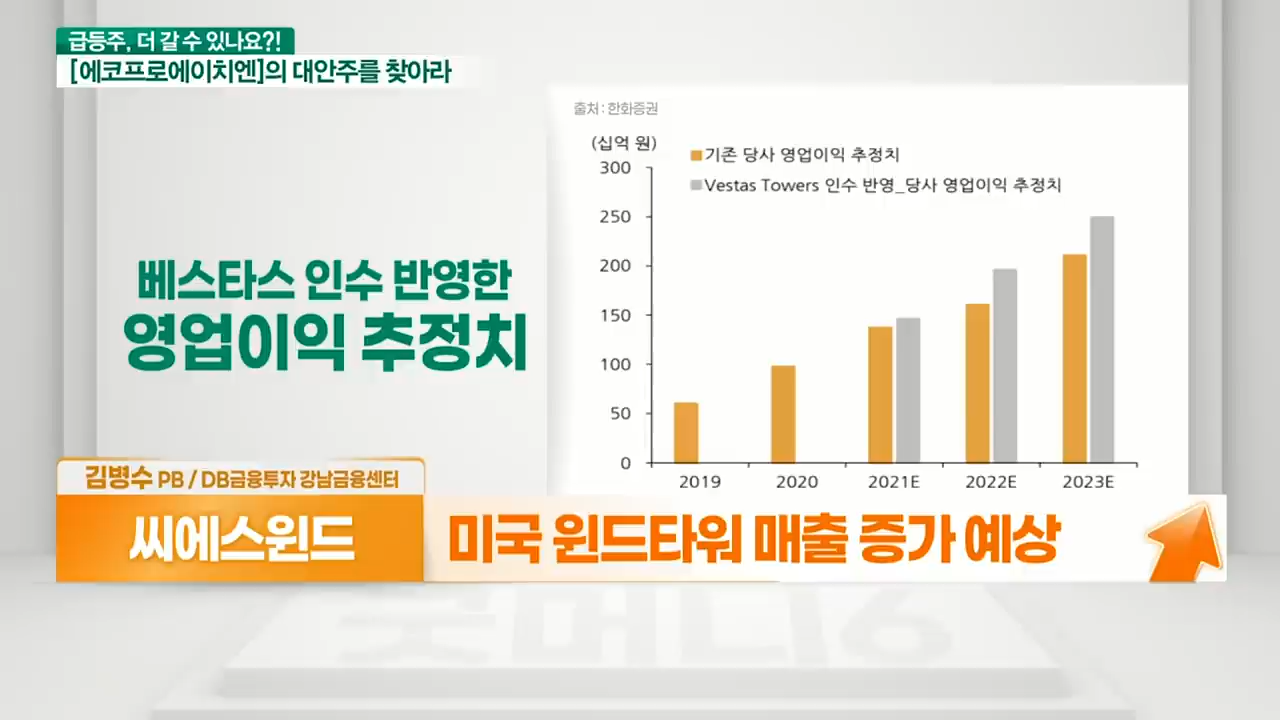 급등주, 더 갈 수 있나요?!
[에코프로에이치엔]의 대안주를 찾아라
출처 : 한화증권
(십억 원)
기존 당사 영업이익 추정치
Vestas Towers 인수 반영_당사 영업이익 추정치
300
250
200
150
100
50
0
2019 2020 2021E 2022E 2023E
베스타스 인수 반영한
영업이익 추정치
김병수 PB / DB금융투자 강남금융센터
씨에스윈드
미국 윈드타워 매출 증가 예상
굿머니6